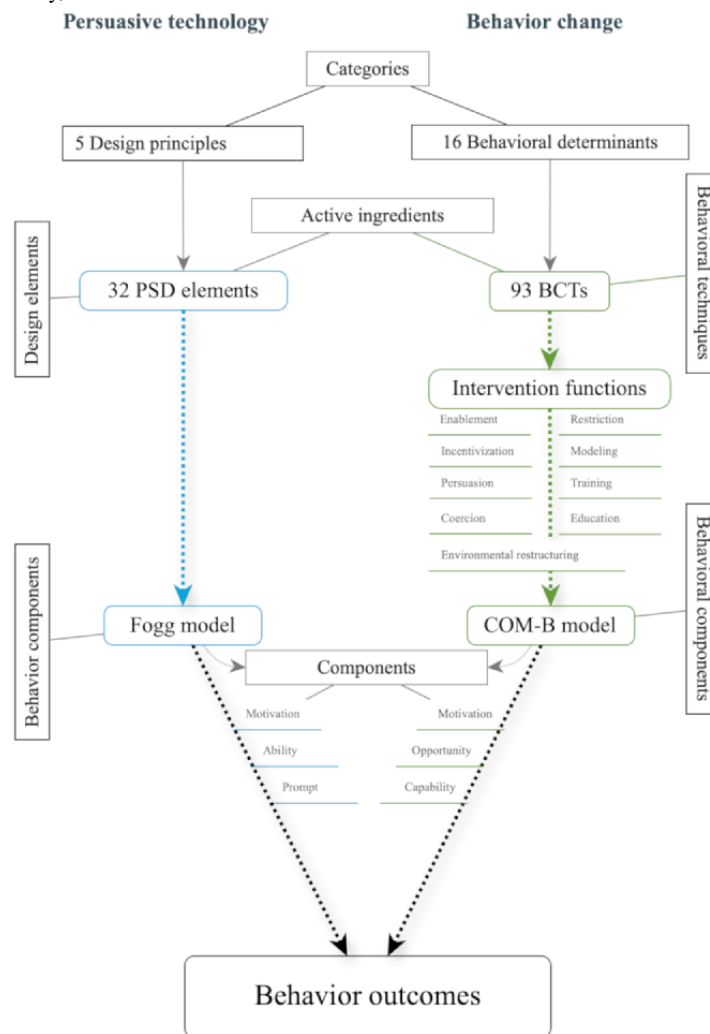 Persuasive technology
Behavior change
Categories
5 Design principles
16 Behavioral determinants
Active ingredients
Design elements
32 PSD elements
93 BCTs
Behavioral techniques
Intervention functions
Enablement
Restriction
Incentivization
Modeling
Persuasion
Training
Coercion
Education
Environmental restructuring
Behavior components
Fogg model
COM-B model
Behavioral components
Components
Motivation
Motivation
Ability
Opportunity
Prompt
Capability
Behavior outcomes